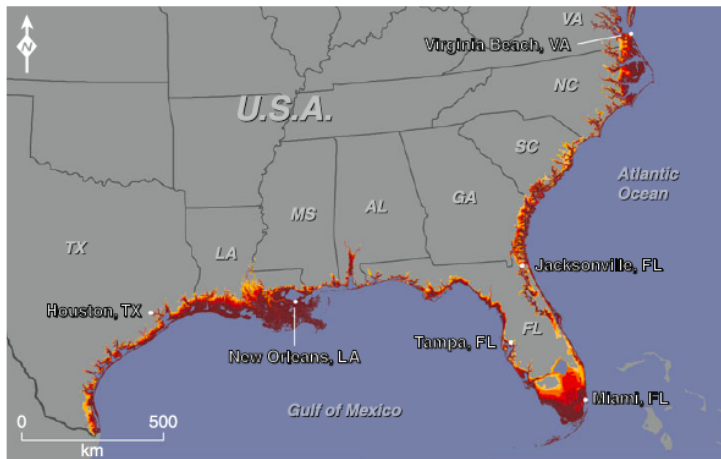 N
VA
Virginia Beach, VA
NC
U.S.A.
SC
Atlantic
Ocean
MS
AL
GA
TX
LA
Jacksonville, FL
Houston, TX
FL
Tampa, FL
New Orleans, LA
Miami, FL
Gulf of Mexico
0
500
km